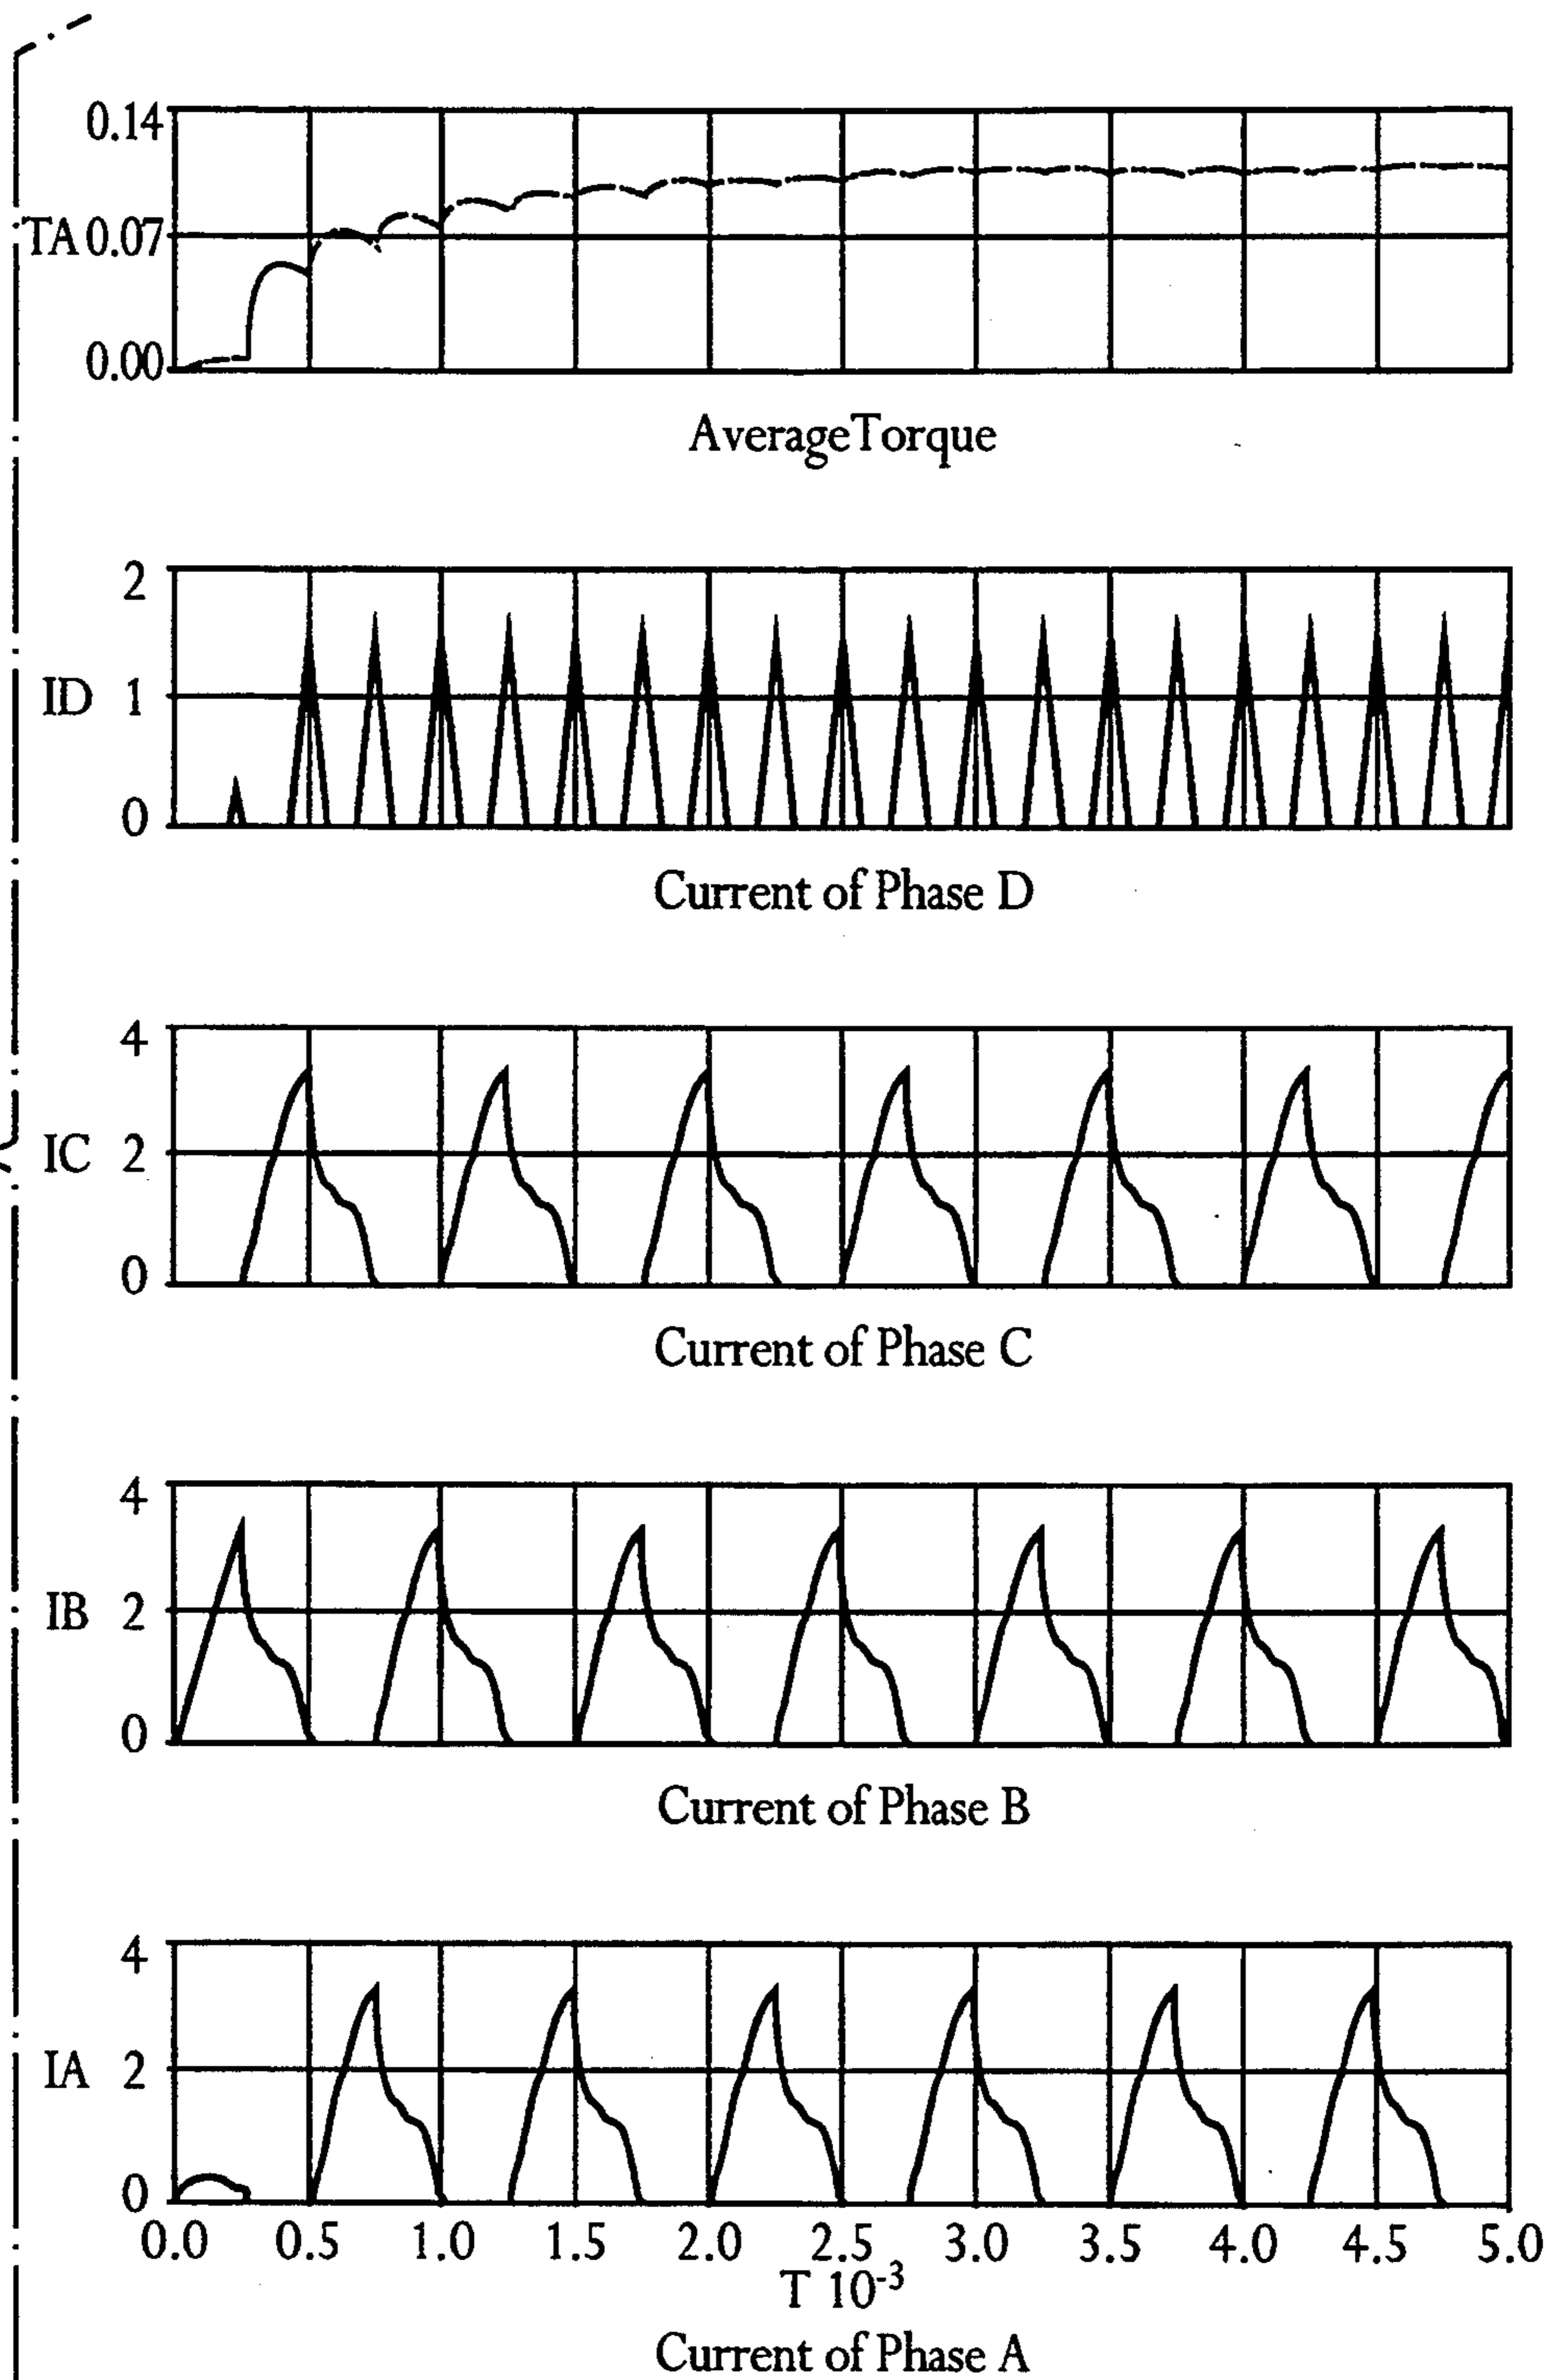 0.14
TA 0.07
0.00
Average Torque
2
ID 1
0
Current of Phase D
4
IC 2
0
Current of Phase C
4
IB 2
0
Current of Phase B
4
IA 2
0
0.0 0.5 1.0 1.5 2.0 2.5 3.0 3.5 4.0 4.5 5.0
T 10⁻³
Current of Phase A